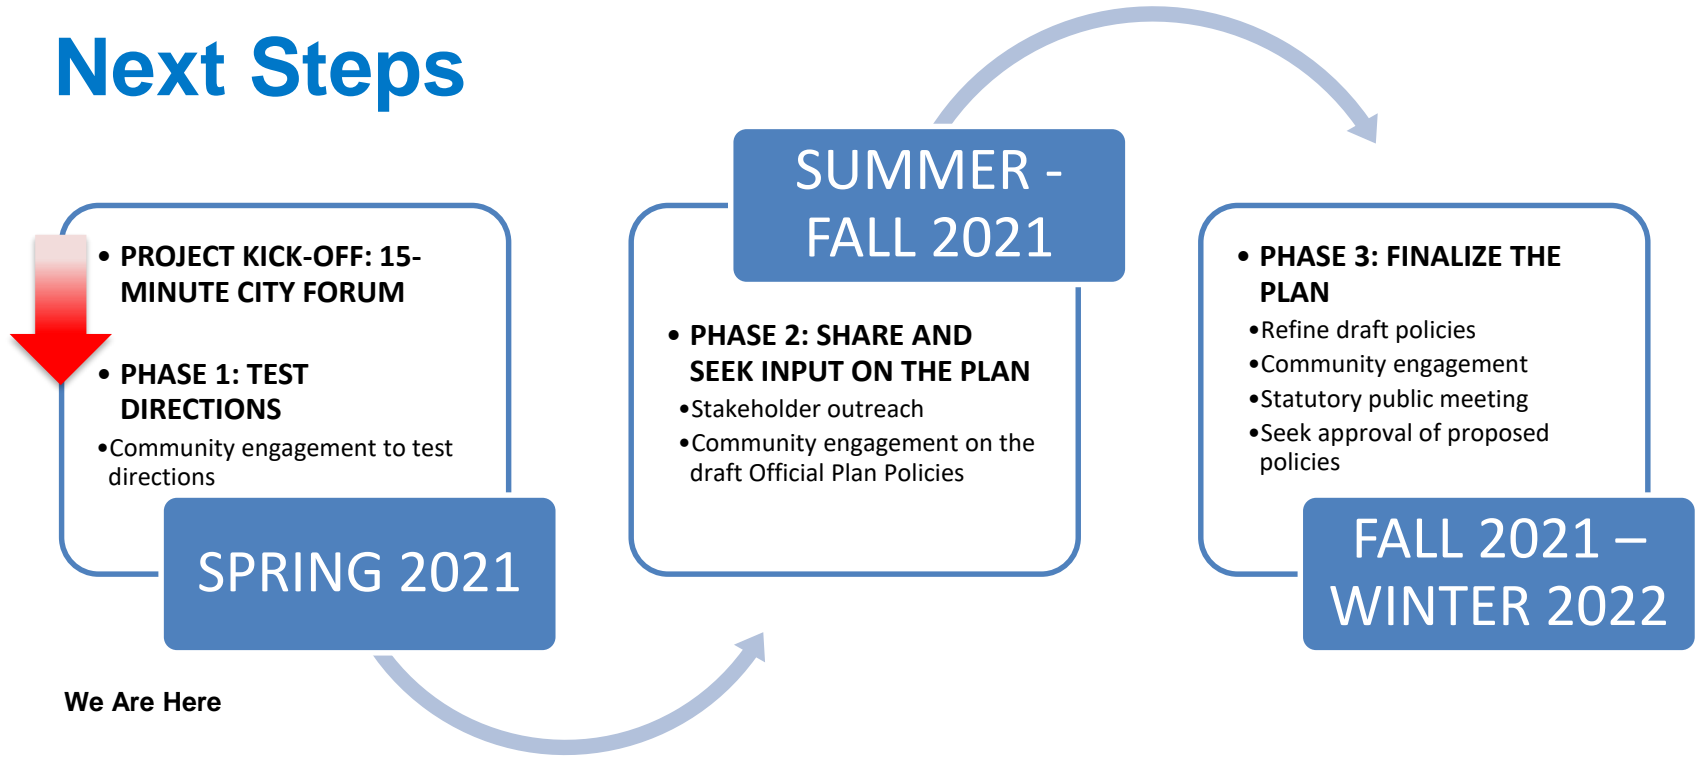 Next Steps
• PROJECT KICK-OFF: 15-
MINUTE CITY FORUM
• PHASE 1: TEST
DIRECTIONS
•Community engagement to test
directions
SPRING 2021
We Are Here
SUMMER -
FALL 2021
• PHASE 2: SHARE AND
SEEK INPUT ON THE PLAN
•Stakeholder outreach
•Community engagement on the
draft Official Plan Policies
• PHASE 3: FINALIZE THE
PLAN
•Refine draft policies
•Community engagement
•Statutory public meeting
•Seek approval of proposed
policies
FALL 2021 –
WINTER 2022